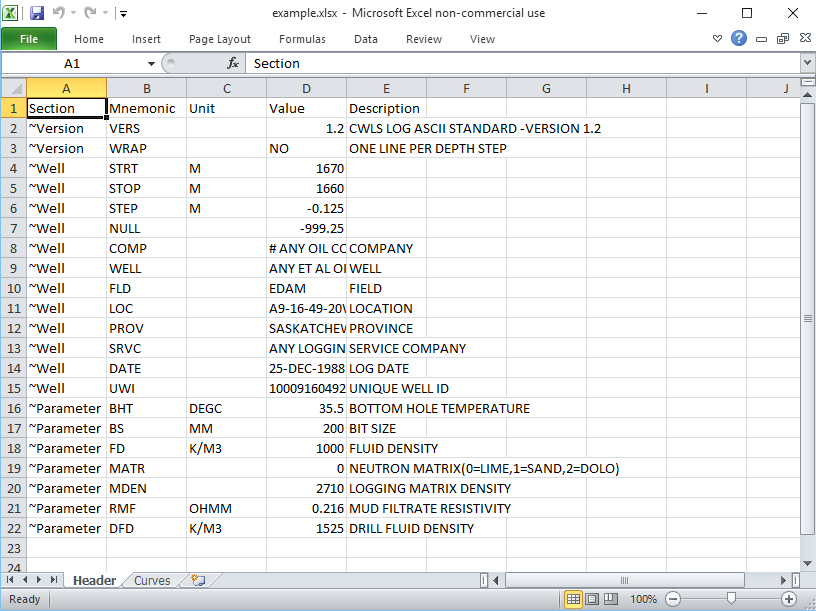 example.xlsx - Microsoft Excel non-commercial use
File Home Insert Page Layout Formulas Data Review View
A1 fx Section
A B C D E F G H I J
1 Section Mnemonic Unit Value Description
2 ~Version VERS 1.2 CWLS LOG ASCII STANDARD -VERSION 1.2
3 ~Version WRAP NO ONE LINE PER DEPTH STEP
4 ~Well STRT M 1670
5 ~Well STOP M 1660
6 ~Well STEP M -0.125
7 ~Well NULL -999.25
8 ~Well COMP # ANY OIL CO COMPANY
9 ~Well WELL ANY ET AL OI WELL
10 ~Well FLD EDAM FIELD
11 ~Well LOC A9-16-49-20 LOCATION
12 ~Well PROV SASKATCHEW PROVINCE
13 ~Well SRVC ANY LOGGIN SERVICE COMPANY
14 ~Well DATE 25-DEC-1988 LOG DATE
15 ~Well UWI 10009160492 UNIQUE WELL ID
16 ~Parameter BHT DEGC 35.5 BOTTOM HOLE TEMPERATURE
17 ~Parameter BS MM 200 BIT SIZE
18 ~Parameter FD K/M3 1000 FLUID DENSITY
19 ~Parameter MATR 0 NEUTRON MATRIX(0=LIME,1=SAND,2=DOLO)
20 ~Parameter MDEN 2710 LOGGING MATRIX DENSITY
21 ~Parameter RMF OHMM 0.216 MUD FILTRATE RESISTIVITY
22 ~Parameter DFD K/M3 1525 DRILL FLUID DENSITY
23
24
Header Curves
Ready 100%